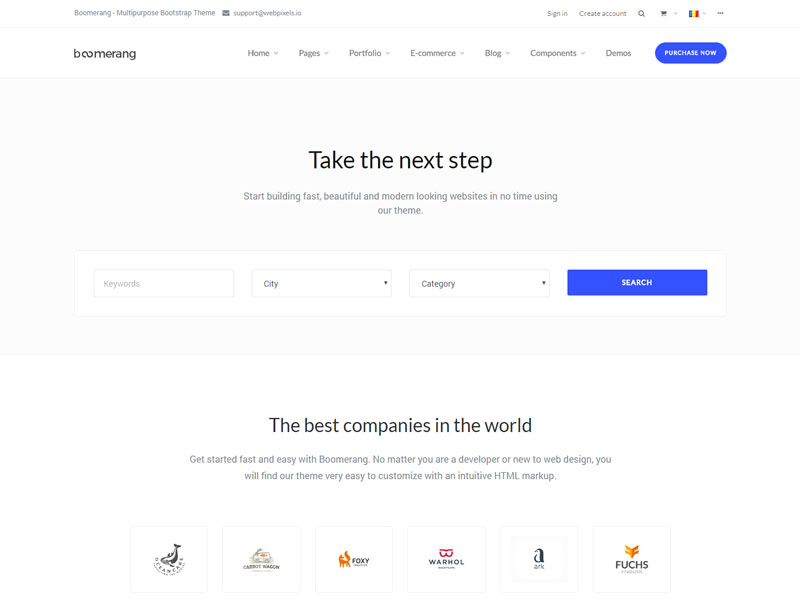 Boomerang - Multipurpose Bootstrap Theme support@webpixels.io Sign in Create account
boomerang Home Pages Portfolio E-commerce Blog Components Demos PURCHASE NOW
Take the next step
Start building fast, beautiful and modern looking websites in no time using
our theme.
Keywords City Category SEARCH
The best companies in the world
Get started fast and easy with Boomerang. No matter you are a developer or new to web design, you
will find our theme very easy to customize with an intuitive HTML markup.
OCEANCARE
CARROT WAGON
FOXY
WARHOL
a
ark
FUCHS